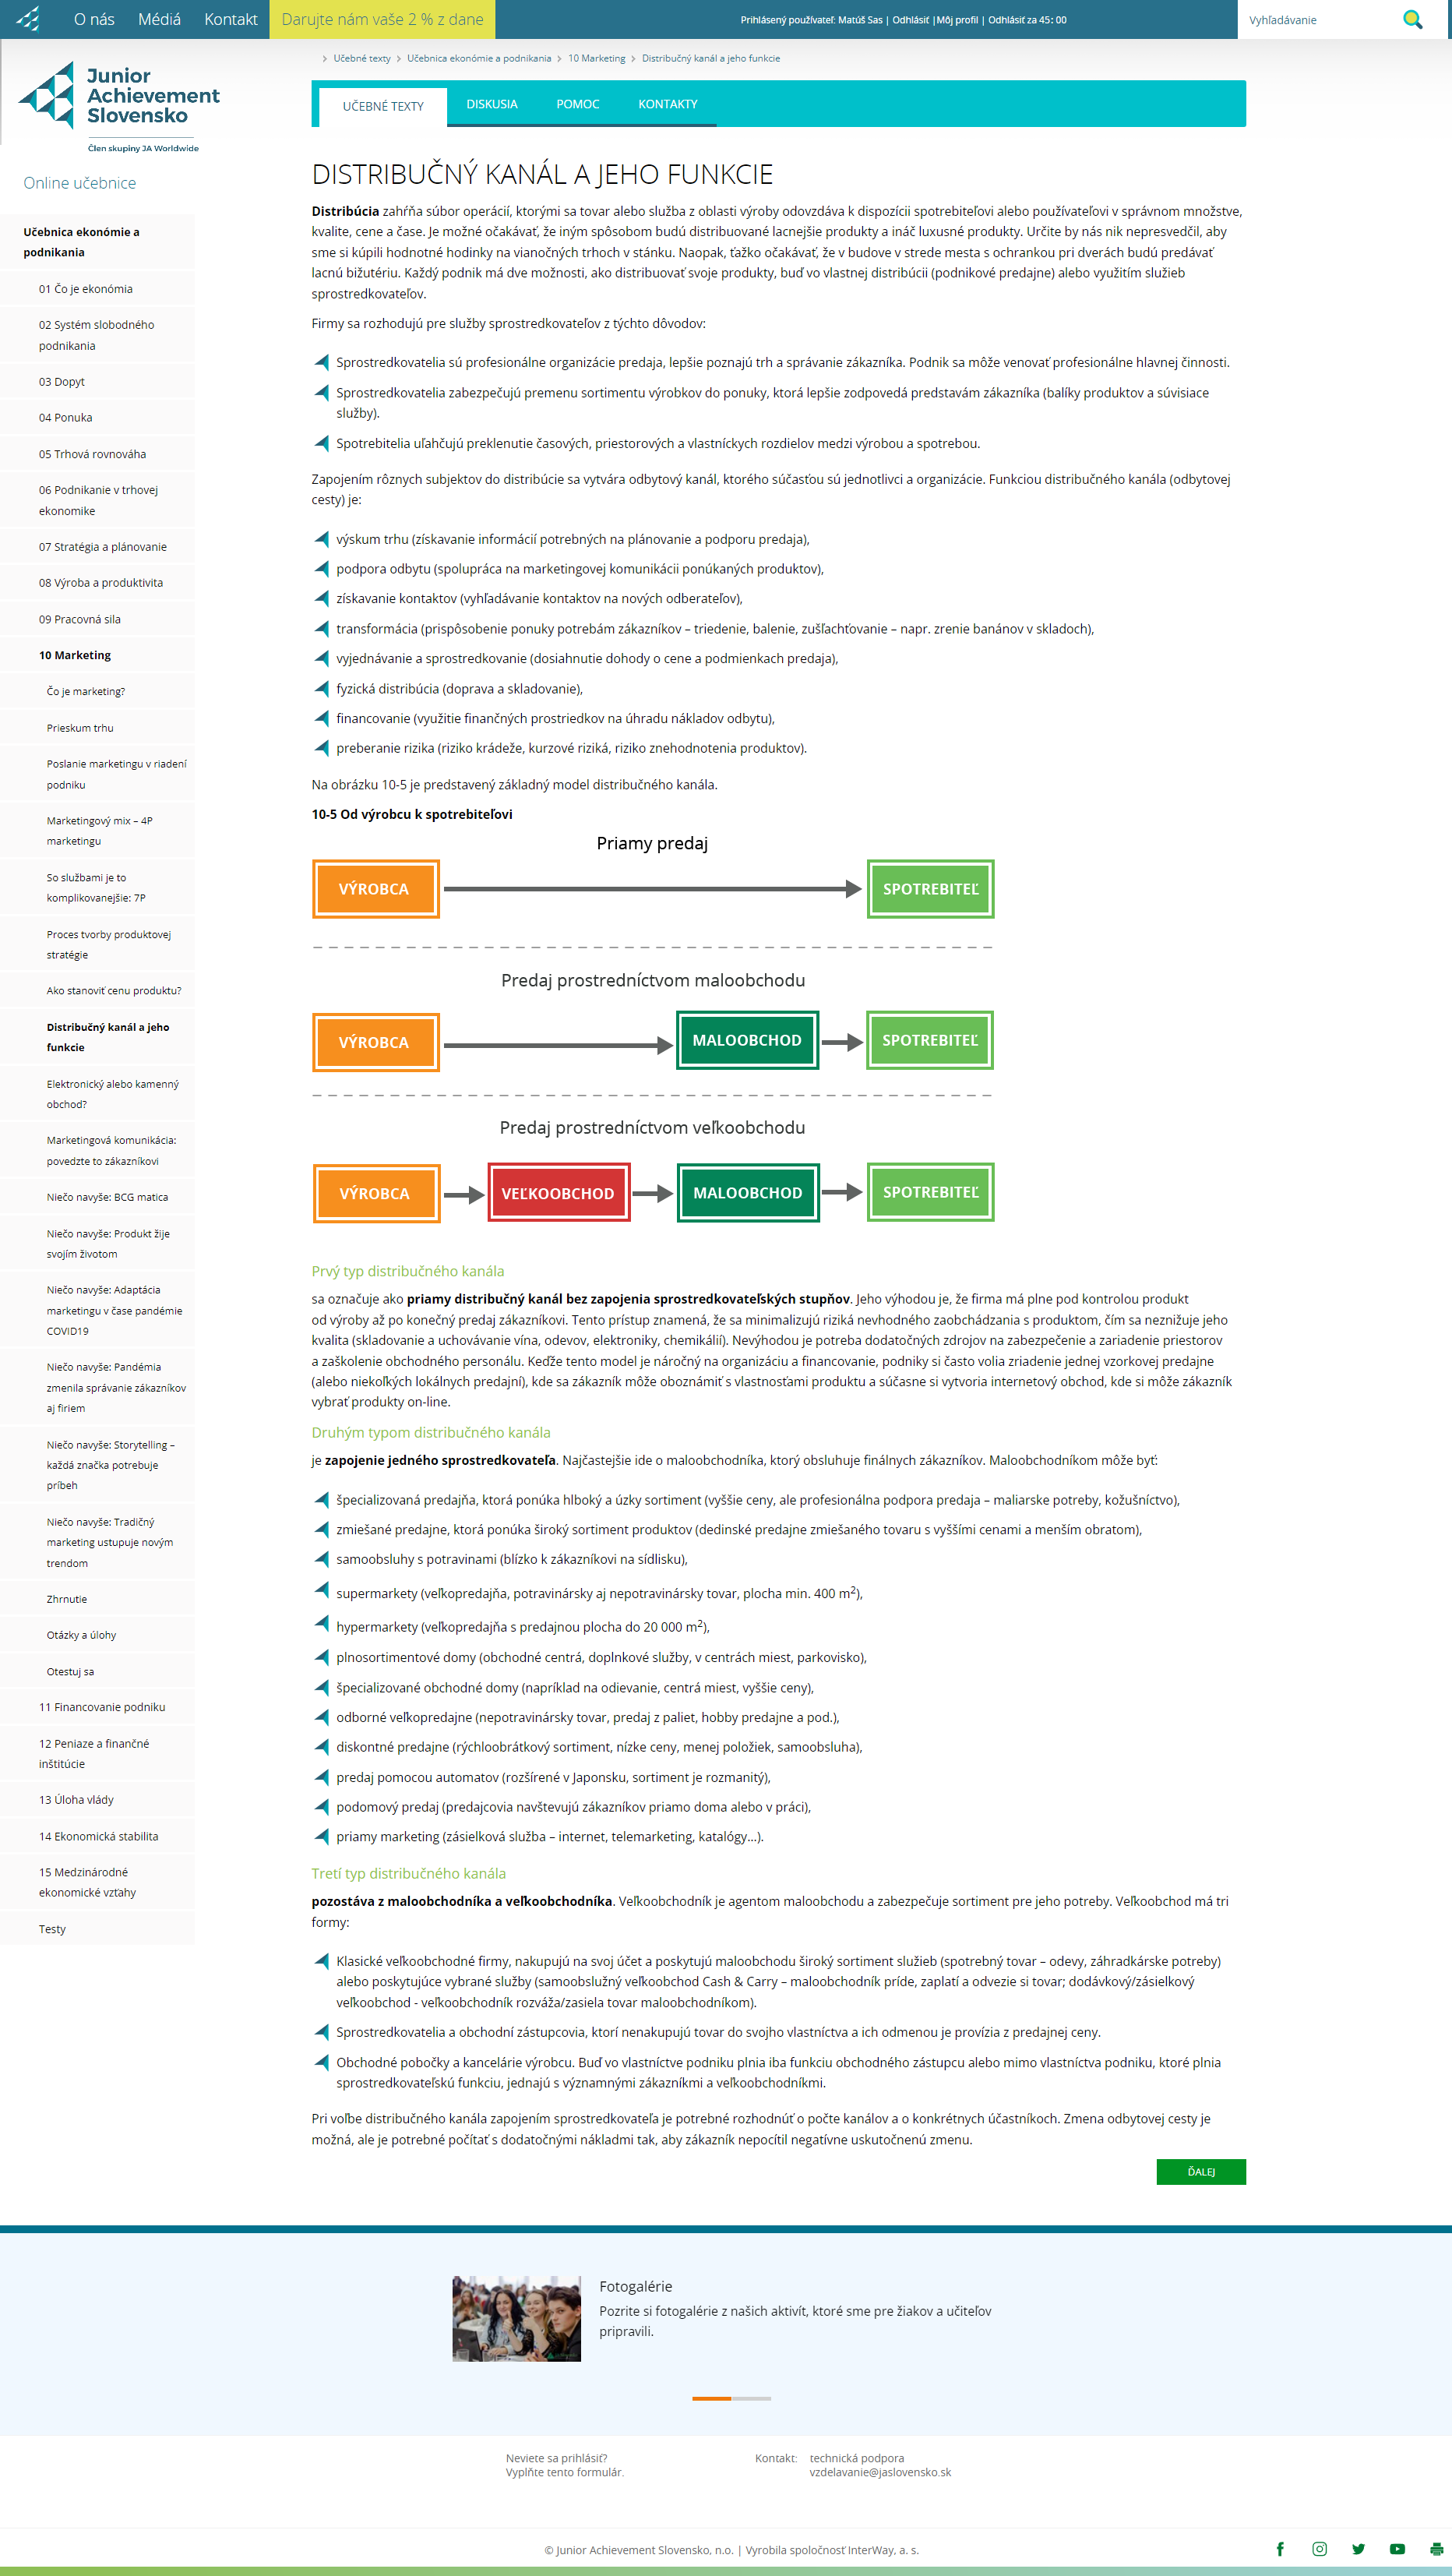 O nás Médiá Kontakt Darujte nám vaše 2 % z dane Prihlásený používateľ: Matúš Sas | Odhlásiť |Môj profil | Odhlásiť za 45: 00 Vyhľadávanie
Učebné texty Učebnica ekonómie a podnikania 10 Marketing Distribučný kanál a jeho funkcie
Junior
Achievement
Slovensko
Člen skupiny JA Worldwide
UČEBNÉ TEXTY DISKUSIA POMOC KONTAKTY
Online učebnice
Učebnica ekonómie a
podnikania
01 Čo je ekonómia
02 Systém slobodného
podnikania
03 Dopyt
04 Ponuka
05 Trhová rovnováha
06 Podnikanie v trhovej
ekonomike
07 Stratégia a plánovanie
08 Výroba a produktivita
09 Pracovná sila
10 Marketing
Čo je marketing?
Prieskum trhu
Poslanie marketingu v riadení
podniku
Marketingový mix – 4P
marketingu
So službami je to
komplikovanejšie: 7P
Proces tvorby produktovej
stratégie
Ako stanoviť cenu produktu?
Distribučný kanál a jeho
funkcie
Elektronický alebo kamenný
obchod?
Marketingová komunikácia:
povedzte to zákazníkovi
Niečo navyše: BCG matica
Niečo navyše: Produkt žije
svojím životom
Niečo navyše: Adaptácia
marketingu v čase pandémie
COVID19
Niečo navyše: Pandémia
zmenila správanie zákazníkov
aj firiem
Niečo navyše: Storytelling –
každá značka potrebuje
príbeh
Niečo navyše: Tradičný
marketing ustupuje novým
trendom
Zhrnutie
Otázky a úlohy
Otestuj sa
11 Financovanie podniku
12 Peniaze a finančné
inštitúcie
13 Úloha vlády
14 Ekonomická stabilita
15 Medzinárodné
ekonomické vzťahy
Testy
DISTRIBUČNÝ KANÁL A JEHO FUNKCIE
Distribúcia zahŕňa súbor operácií, ktorými sa tovar alebo služba z oblasti výroby odovzdáva k dispozícii spotrebiteľovi alebo používateľovi v správnom množstve,
kvalite, cene a čase. Je možné očakávať, že iným spôsobom budú distribuované lacnejšie produkty a ináč luxusné produkty. Určite by nás nik nepresvedčil, aby
sme si kúpili hodnotné hodinky na vianočných trhoch v stánku. Naopak, ťažko očakávať, že v budove v strede mesta s ochrankou pri dverách budú predávať
lacnú bižutériu. Každý podnik má dve možnosti, ako distribuovať svoje produkty, buď vo vlastnej distribúcii (podnikové predajne) alebo využitím služieb
sprostredkovateľov.
Firmy sa rozhodujú pre služby sprostredkovateľov z týchto dôvodov:
Sprostredkovatelia sú profesionálne organizácie predaja, lepšie poznajú trh a správanie zákazníka. Podnik sa môže venovať profesionálne hlavnej činnosti.
Sprostredkovatelia zabezpečujú premenu sortimentu výrobkov do ponuky, ktorá lepšie zodpovedá predstavám zákazníka (balíky produktov a súvisiace
služby).
Spotrebitelia uľahčujú preklenutie časových, priestorových a vlastníckych rozdielov medzi výrobou a spotrebou.
Zapojením rôznych subjektov do distribúcie sa vytvára odbytový kanál, ktorého súčasťou sú jednotlivci a organizácie. Funkciou distribučného kanála (odbytovej
cesty) je:
výskum trhu (získavanie informácií potrebných na plánovanie a podporu predaja),
podpora odbytu (spolupráca na marketingovej komunikácii ponúkaných produktov),
získavanie kontaktov (vyhľadávanie kontaktov na nových odberateľov),
transformácia (prispôsobenie ponuky potrebám zákazníkov – triedenie, balenie, zušľachťovanie – napr. zrenie banánov v skladoch),
vyjednávanie a sprostredkovanie (dosiahnutie dohody o cene a podmienkach predaja),
fyzická distribúcia (doprava a skladovanie),
financovanie (využitie finančných prostriedkov na úhradu nákladov odbytu),
preberanie rizika (riziko krádeže, kurzové riziká, riziko znehodnotenia produktov).
Na obrázku 10-5 je predstavený základný model distribučného kanála.
10-5 Od výrobcu k spotrebiteľovi
Priamy predaj
VÝROBCA SPOTREBITEĽ
Predaj prostredníctvom maloobchodu
VÝROBCA MALOOBCHOD SPOTREBITEĽ
Predaj prostredníctvom veľkoobchodu
VÝROBCA VEĽKOOBCHOD MALOOBCHOD SPOTREBITEĽ
Prvý typ distribučného kanála
sa označuje ako priamy distribučný kanál bez zapojenia sprostredkovateľských stupňov. Jeho výhodou je, že firma má plne pod kontrolou produkt
od výroby až po konečný predaj zákazníkovi. Tento prístup znamená, že sa minimalizujú riziká nevhodného zaobchádzania s produktom, čím sa neznižuje jeho
kvalita (skladovanie a uchovávanie vína, odevov, elektroniky, chemikálií). Nevýhodou je potreba dodatočných zdrojov na zabezpečenie a zariadenie priestorov
a zaškolenie obchodného personálu. Keďže tento model je náročný na organizáciu a financovanie, podniky si často volia zriadenie jednej vzorkovej predajne
(alebo niekoľkých lokálnych predajní), kde sa zákazník môže oboznámiť s vlastnosťami produktu a súčasne si vytvoria internetový obchod, kde si môže zákazník
vybrať produkty on-line.
Druhým typom distribučného kanála
je zapojenie jedného sprostredkovateľa. Najčastejšie ide o maloobchodníka, ktorý obsluhuje finálnych zákazníkov. Maloobchodníkom môže byť:
špecializovaná predajňa, ktorá ponúka hlboký a úzky sortiment (vyššie ceny, ale profesionálna podpora predaja – maliarske potreby, kožušníctvo),
zmiešané predajne, ktorá ponúka široký sortiment produktov (dedinské predajne zmiešaného tovaru s vyššími cenami a menším obratom),
samoobsluhy s potravinami (blízko k zákazníkovi na sídlisku),
supermarkety (veľkopredajňa, potravinársky aj nepotravinársky tovar, plocha min. 400 m²),
hypermarkety (veľkopredajňa s predajnou plocha do 20 000 m²),
plnosortimentové domy (obchodné centrá, doplnkové služby, v centrách miest, parkovisko),
špecializované obchodné domy (napríklad na odievanie, centrá miest, vyššie ceny),
odborné veľkopredajne (nepotravinársky tovar, predaj z paliet, hobby predajne a pod.),
diskontné predajne (rýchloobrátkový sortiment, nízke ceny, menej položiek, samoobsluha),
predaj pomocou automatov (rozšírené v Japonsku, sortiment je rozmanitý),
podomový predaj (predajcovia navštevujú zákazníkov priamo doma alebo v práci),
priamy marketing (zásielková služba – internet, telemarketing, katalógy...).
Tretí typ distribučného kanála
pozostáva z maloobchodníka a veľkoobchodníka. Veľkoobchodník je agentom maloobchodu a zabezpečuje sortiment pre jeho potreby. Veľkoobchod má tri
formy:
Klasické veľkoobchodné firmy, nakupujú na svoj účet a poskytujú maloobchodu široký sortiment služieb (spotrebný tovar – odevy, záhradkárske potreby)
alebo poskytujúce vybrané služby (samoobslužný veľkoobchod Cash & Carry – maloobchodník príde, zaplatí a odvezie si tovar; dodávkový/zásielkový
veľkoobchod - veľkoobchodník rozváža/zasiela tovar maloobchodníkom).
Sprostredkovatelia a obchodní zástupcovia, ktorí nenakupujú tovar do svojho vlastníctva a ich odmenou je provízia z predajnej ceny.
Obchodné pobočky a kancelárie výrobcu. Buď vo vlastníctve podniku plnia iba funkciu obchodného zástupcu alebo mimo vlastníctva podniku, ktoré plnia
sprostredkovateľskú funkciu, jednajú s významnými zákazníkmi a veľkoobchodníkmi.
Pri voľbe distribučného kanála zapojením sprostredkovateľa je potrebné rozhodnúť o počte kanálov a o konkrétnych účastníkoch. Zmena odbytovej cesty je
možná, ale je potrebné počítať s dodatočnými nákladmi tak, aby zákazník nepocítil negatívne uskutočnenú zmenu.
ĎALEJ
Fotogalérie
Pozrite si fotogalérie z našich aktivít, ktoré sme pre žiakov a učiteľov
pripravili.
Neviete sa prihlásiť? Kontakt: technická podpora
Vyplňte tento formulár. vzdelavanie@jaslovensko.sk
© Junior Achievement Slovensko, n.o. | Vyrobila spoločnosť InterWay, a. s.